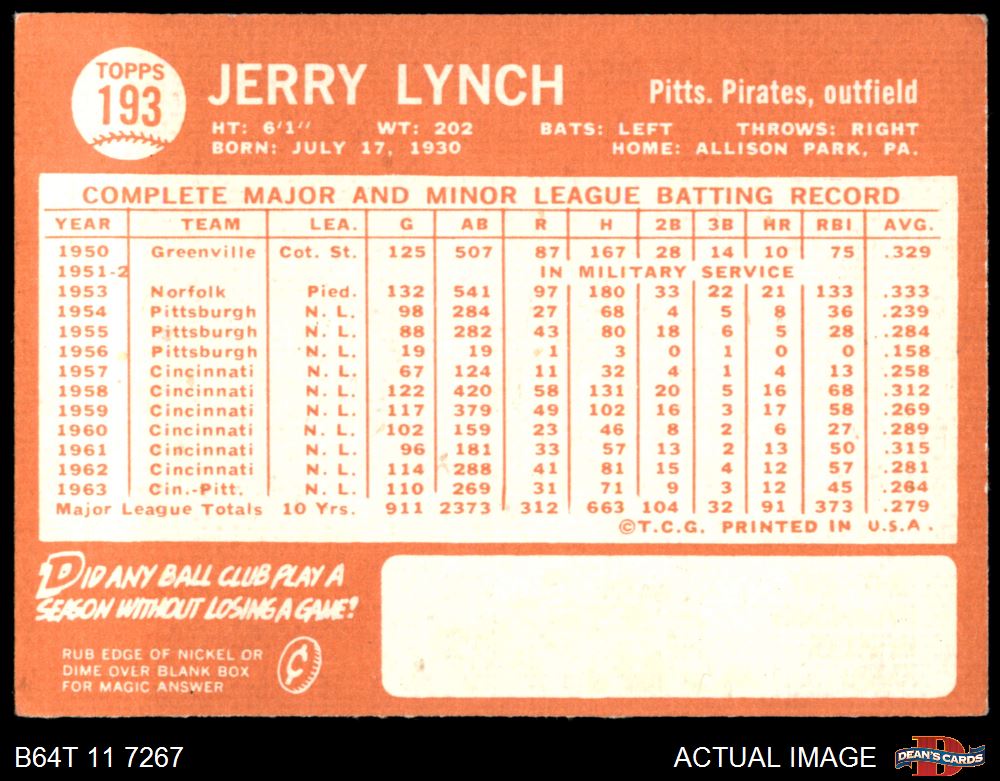 TOPPS
193
JERRY LYNCH
Pitts. Pirates, outfield
HT: 6'1" WT: 202 BATS: LEFT THROWS: RIGHT
BORN: JULY 17, 1930 HOME: ALLISON PARK, PA.
COMPLETE MAJOR AND MINOR LEAGUE BATTING RECORD
YEAR TEAM LEA. G AB R H 2B 3B HR RBI AVG.
1950 Greenville Cot. St. 125 507 87 167 28 14 10 75 .329
1951-2 IN MILITARY SERVICE
1953 Norfolk Pied. 132 541 97 180 33 22 21 133 .333
1954 Pittsburgh N. L. 98 284 27 68 4 5 8 36 .239
1955 Pittsburgh N. L. 88 282 43 80 18 6 5 28 .284
1956 Pittsburgh N. L. 19 19 1 3 0 1 0 0 .158
1957 Cincinnati N. L. 67 124 11 32 4 1 4 13 .258
1958 Cincinnati N. L. 122 420 58 131 20 5 16 68 .312
1959 Cincinnati N. L. 117 379 49 102 16 3 17 58 .269
1960 Cincinnati N. L. 102 159 23 46 8 2 6 27 .289
1961 Cincinnati N. L. 96 181 33 57 13 2 13 50 .315
1962 Cincinnati N. L. 114 288 41 81 15 4 12 57 .281
1963 Cin.-Pitt. N. L. 110 269 31 71 9 3 12 45 .264
Major League Totals 10 Yrs. 911 2373 312 663 104 32 91 373 .279
©T.C.G. PRINTED IN U.S.A.
DID ANY BALL CLUB PLAY A
SEASON WITHOUT LOSING A GAME?
RUB EDGE OF NICKEL OR
DIME OVER BLANK BOX
FOR MAGIC ANSWER
¢
B64T 11 7267
ACTUAL IMAGE
D
DEAN'S CARDS